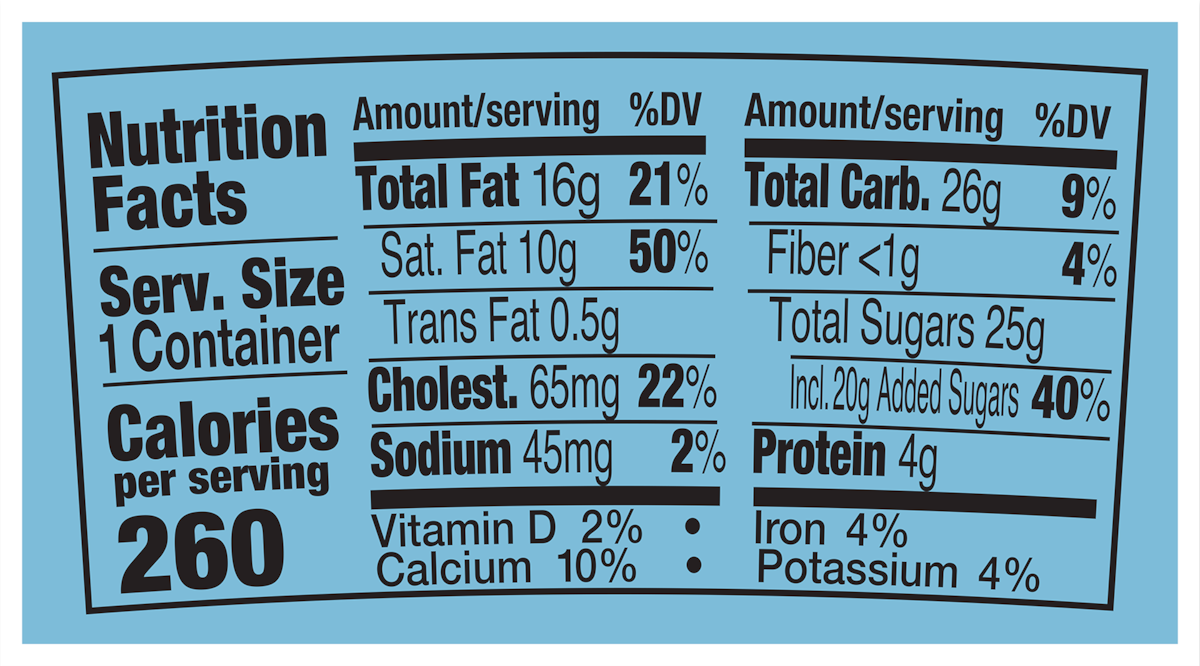 Nutrition
Facts
Serv. Size
1 Container
Calories
per serving
260
Amount/serving %DV
Total Fat 16g 21%
Sat. Fat 10g 50%
Trans Fat 0.5g
Cholest. 65mg 22%
Sodium 45mg 2%
Amount/serving %DV
Total Carb. 26g 9%
Fiber <1g 4%
Total Sugars 25g
Incl. 20g Added Sugars 40%
Protein 4g
Vitamin D 2% • Iron 4%
Calcium 10% • Potassium 4%